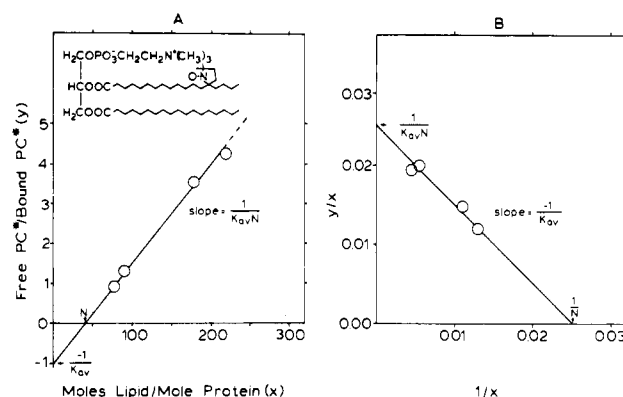 A
H₂COPO₃⁻CH₂CH₂N⁺(CH₃)₃
O-N
HCOOC
H₂COOC
Free PC*/Bound PC* (y)
5
4
3
2
1
0
-1
slope = 1/KavN
N
-1/Kav
0
100
200
300
Moles Lipid/Mole Protein (x)
B
y/x
0.03
0.02
0.01
0.00
1/KavN
slope = -1/Kav
1/N
0.01
0.02
0.03
1/x